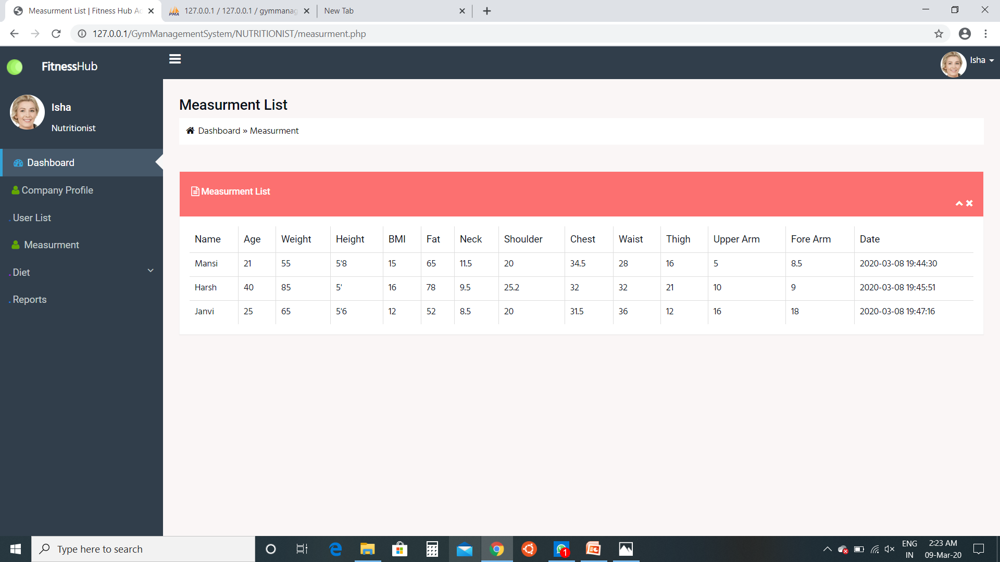 Measurment List | Fitness Hub Ad
127.0.0.1 / 127.0.0.1 / gymmanag
New Tab
127.0.0.1/GymManagementSystem/NUTRITIONIST/measurment.php
FitnessHub
Isha
Isha
Nutritionist
Dashboard
Company Profile
User List
Measurment
Diet
Reports
Measurment List
Dashboard » Measurment
Measurment List
Name Age Weight Height BMI Fat Neck Shoulder Chest Waist Thigh Upper Arm Fore Arm Date
Mansi 21 55 5'8 15 65 11.5 20 34.5 28 16 5 8.5 2020-03-08 19:44:30
Harsh 40 85 5' 16 78 9.5 25.2 32 32 21 10 9 2020-03-08 19:45:51
Janvi 25 65 5'6 12 52 8.5 20 31.5 36 12 16 18 2020-03-08 19:47:16
Type here to search
1
ENG
IN
2:23 AM
09-Mar-20